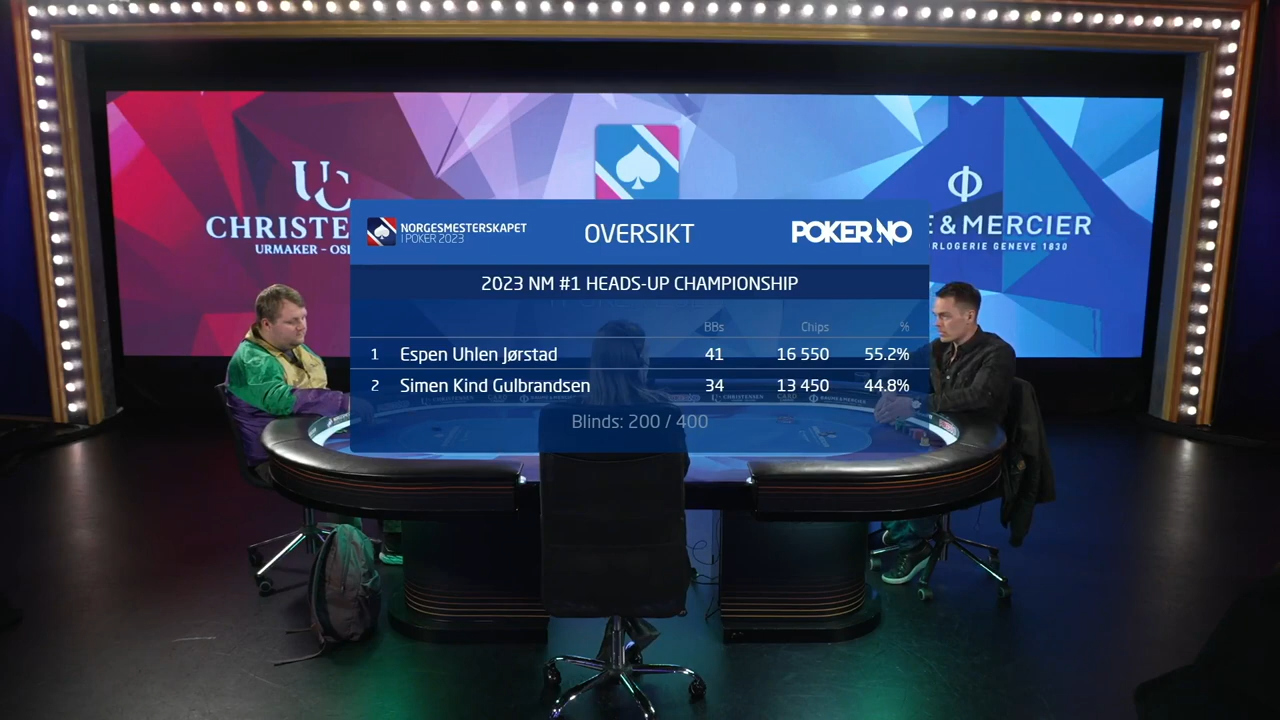 UC
CHRISTE
URMAKER - OS
E & MERCIER
RLOGERIE GENEVE 1830
NORGESMESTERSKAPET
I POKER 2023
OVERSIKT
POKER.NO
2023 NM #1 HEADS-UP CHAMPIONSHIP
BBs Chips %
1 Espen Uhlen Jørstad 41 16 550 55.2%
2 Simen Kind Gulbrandsen 34 13 450 44.8%
Blinds: 200 / 400